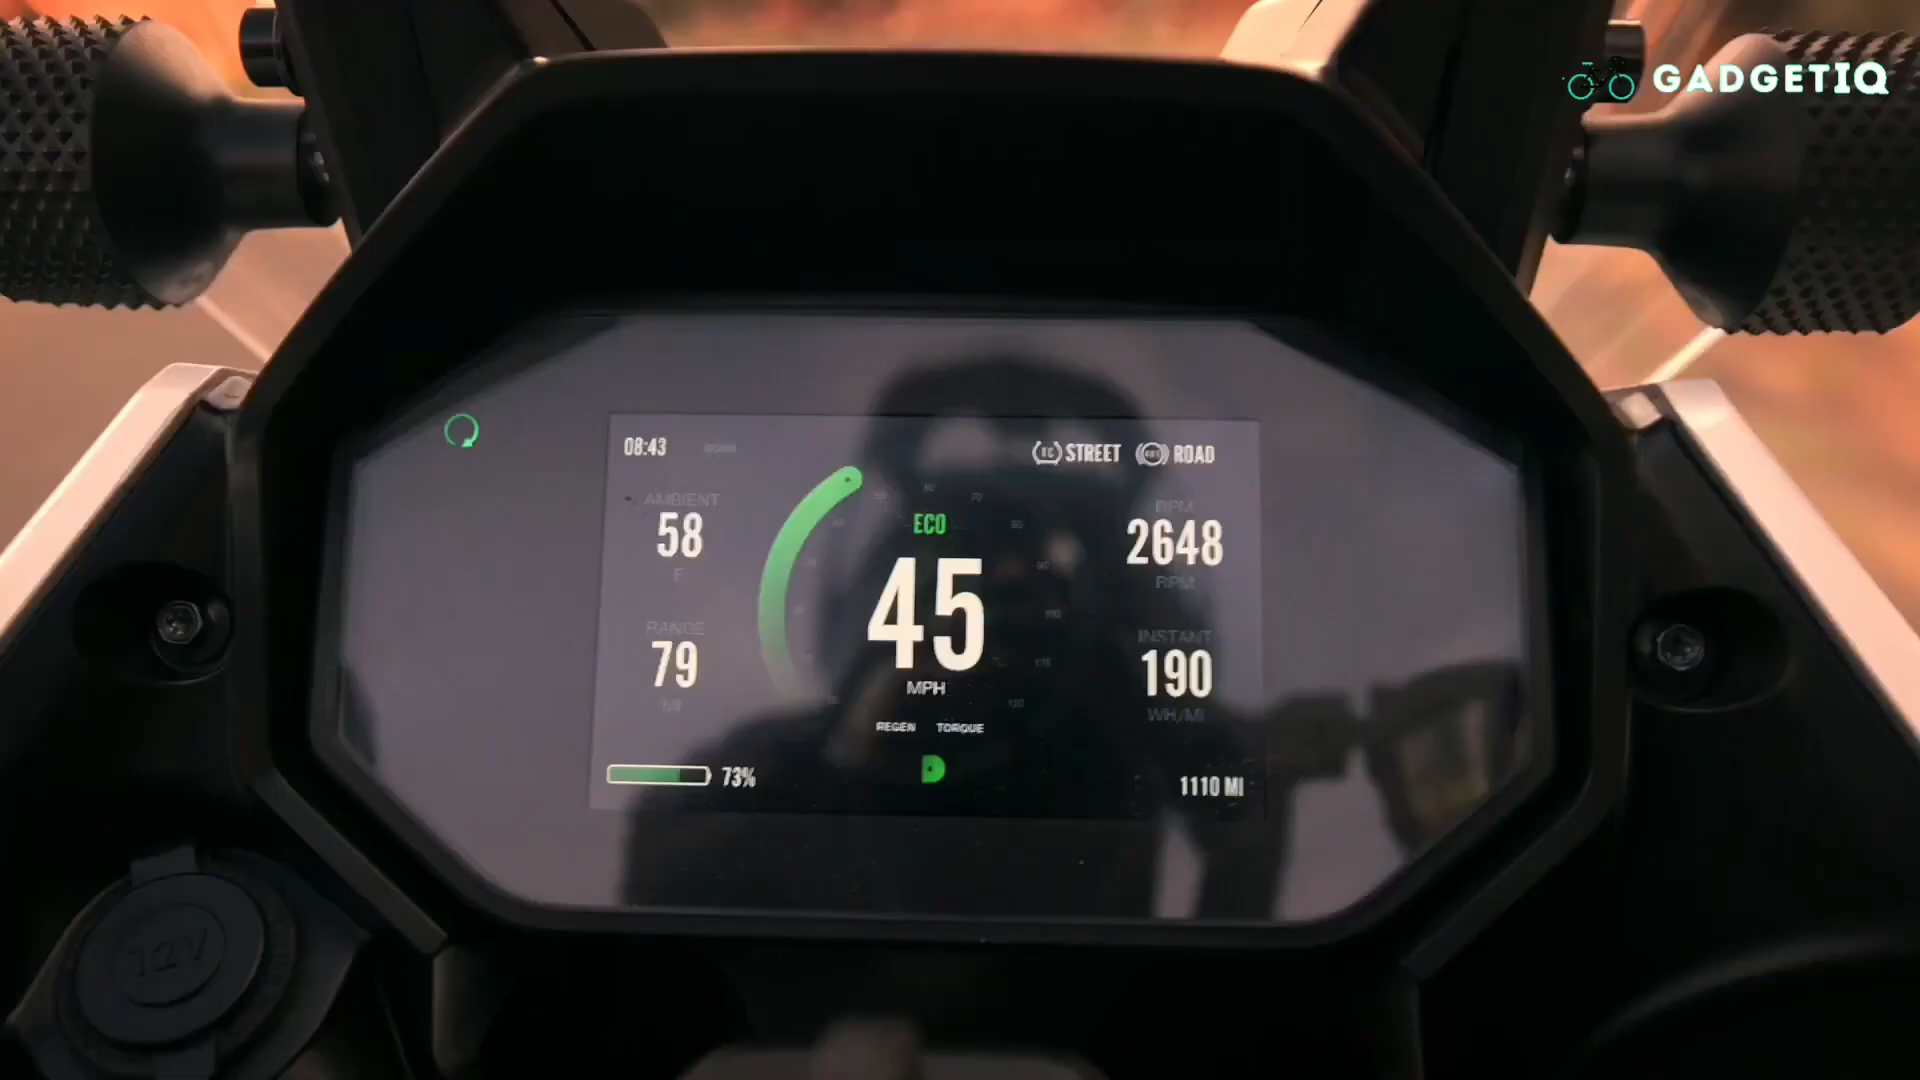 GADGETIQ
08:43
STREET
ABS ROAD
AMBIENT
58
F
RANGE
79
MI
ECO
45
MPH
REGEN TORQUE
D
RPM
2648
RPM
INSTANT
190
WH/MI
73%
1110 MI
12V